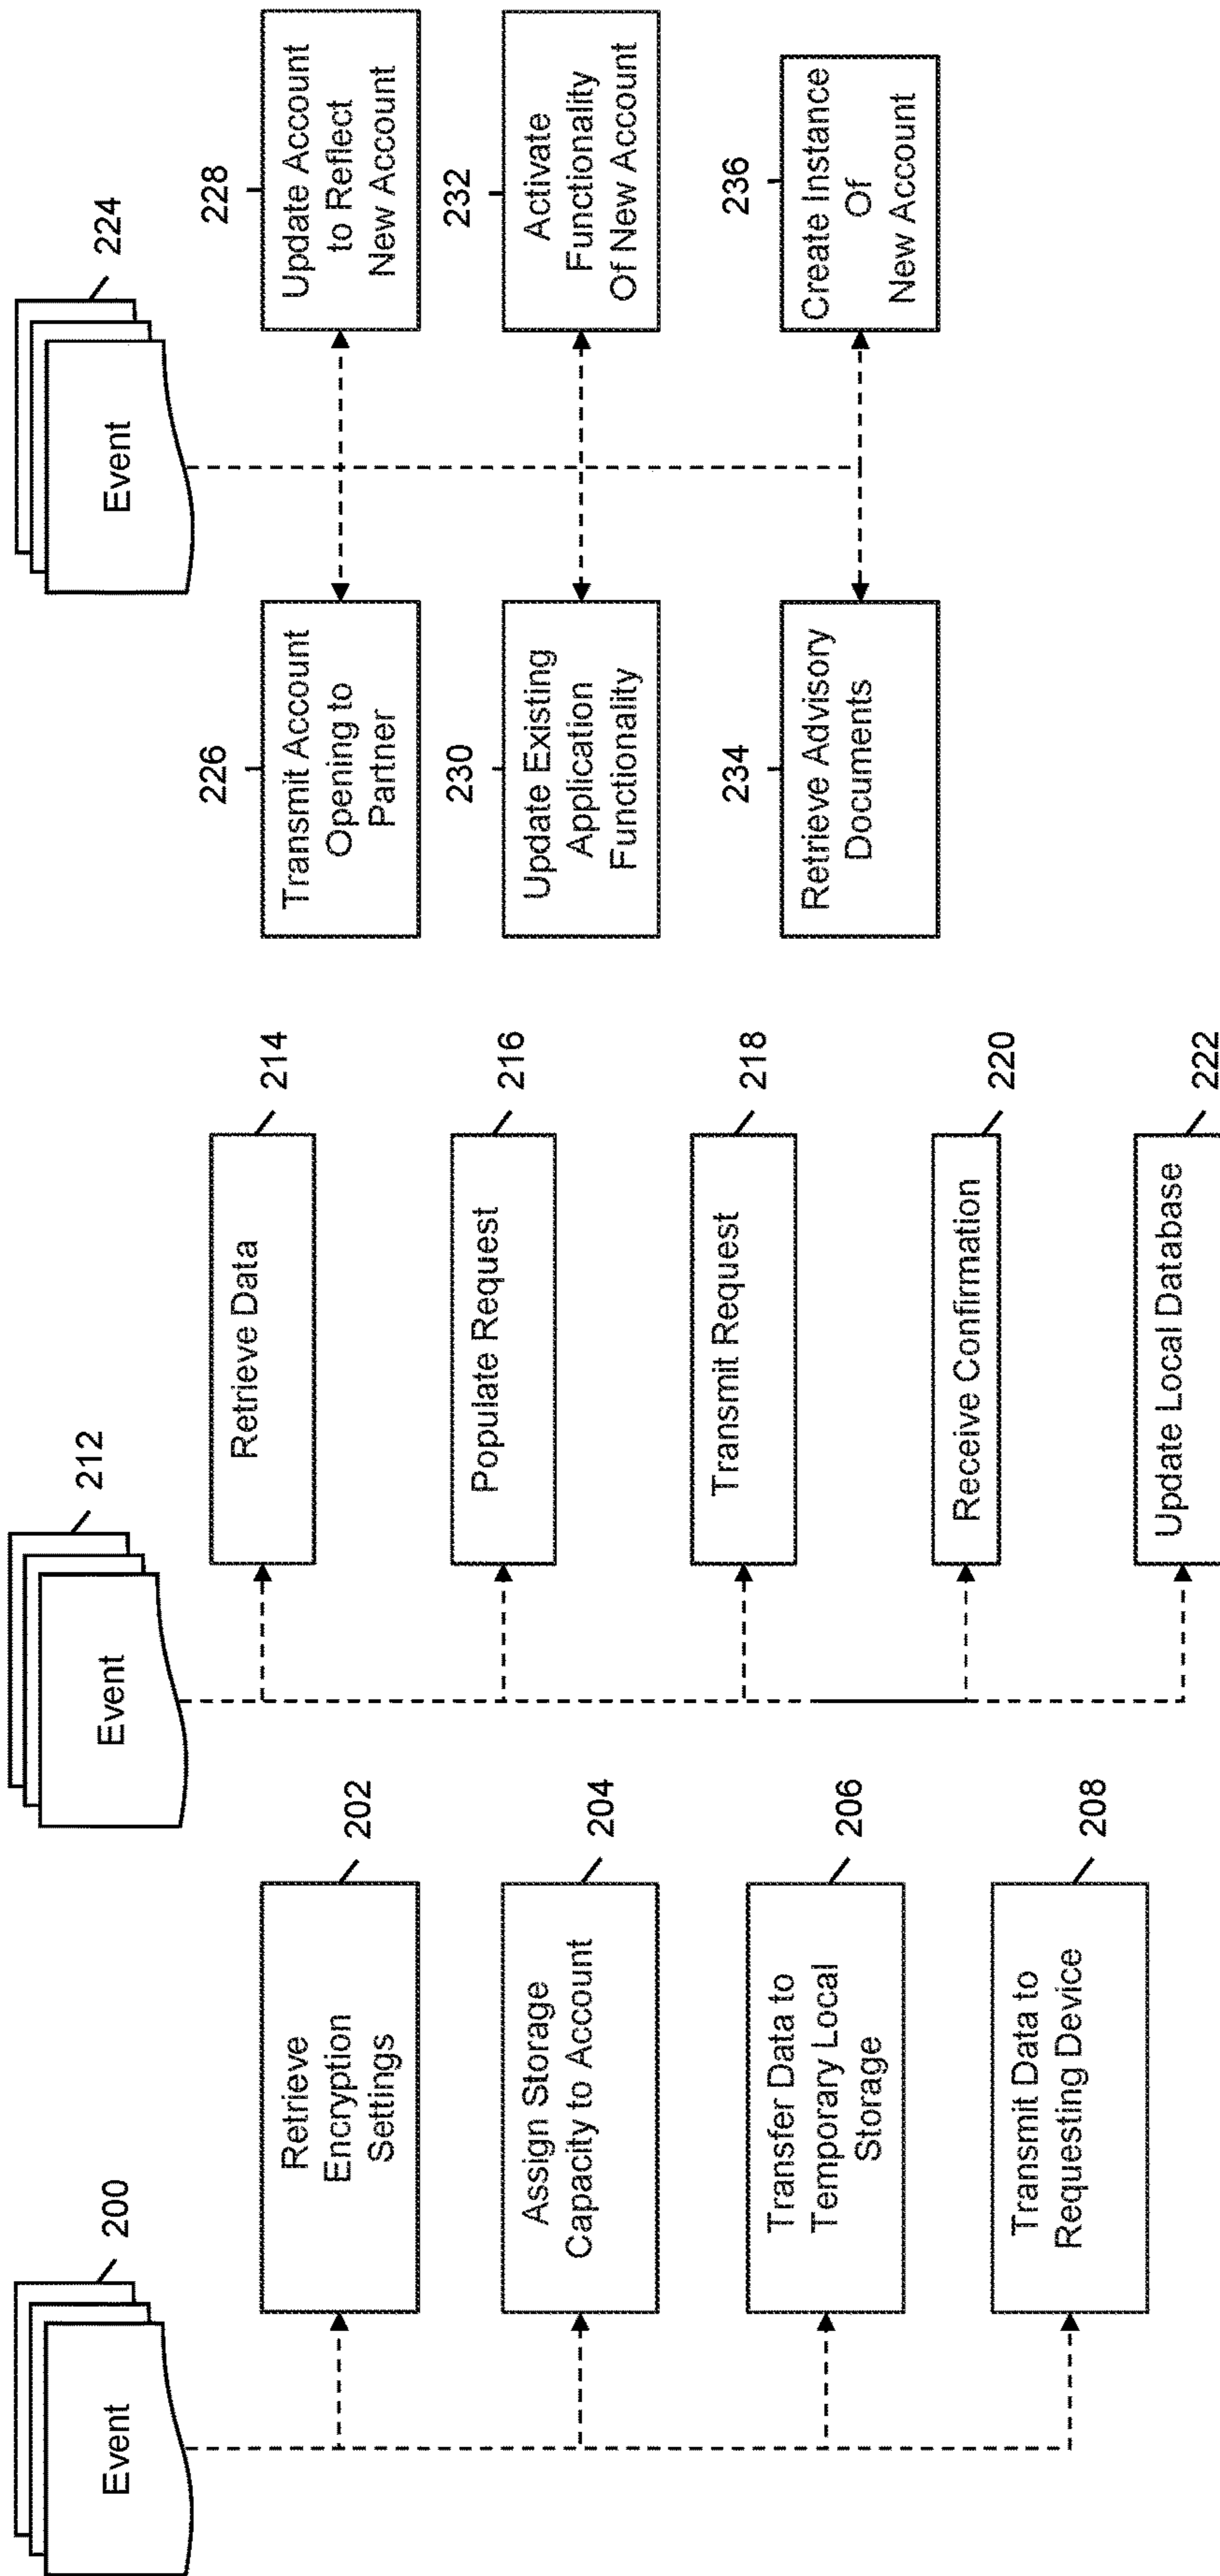 200
Event
202
Retrieve
Encryption
Settings
204
Assign Storage
Capacity to Account
206
Transfer Data to
Temporary Local
Storage
208
Transmit Data to
Requesting Device
212
Event
214
Retrieve Data
216
Populate Request
218
Transmit Request
220
Receive Confirmation
222
Update Local Database
224
Event
226
Transmit Account
Opening to
Partner
228
Update Account
to Reflect
New Account
230
Update Existing
Application
Functionality
232
Activate
Functionality
Of New Account
234
Retrieve Advisory
Documents
236
Create Instance
Of
New Account